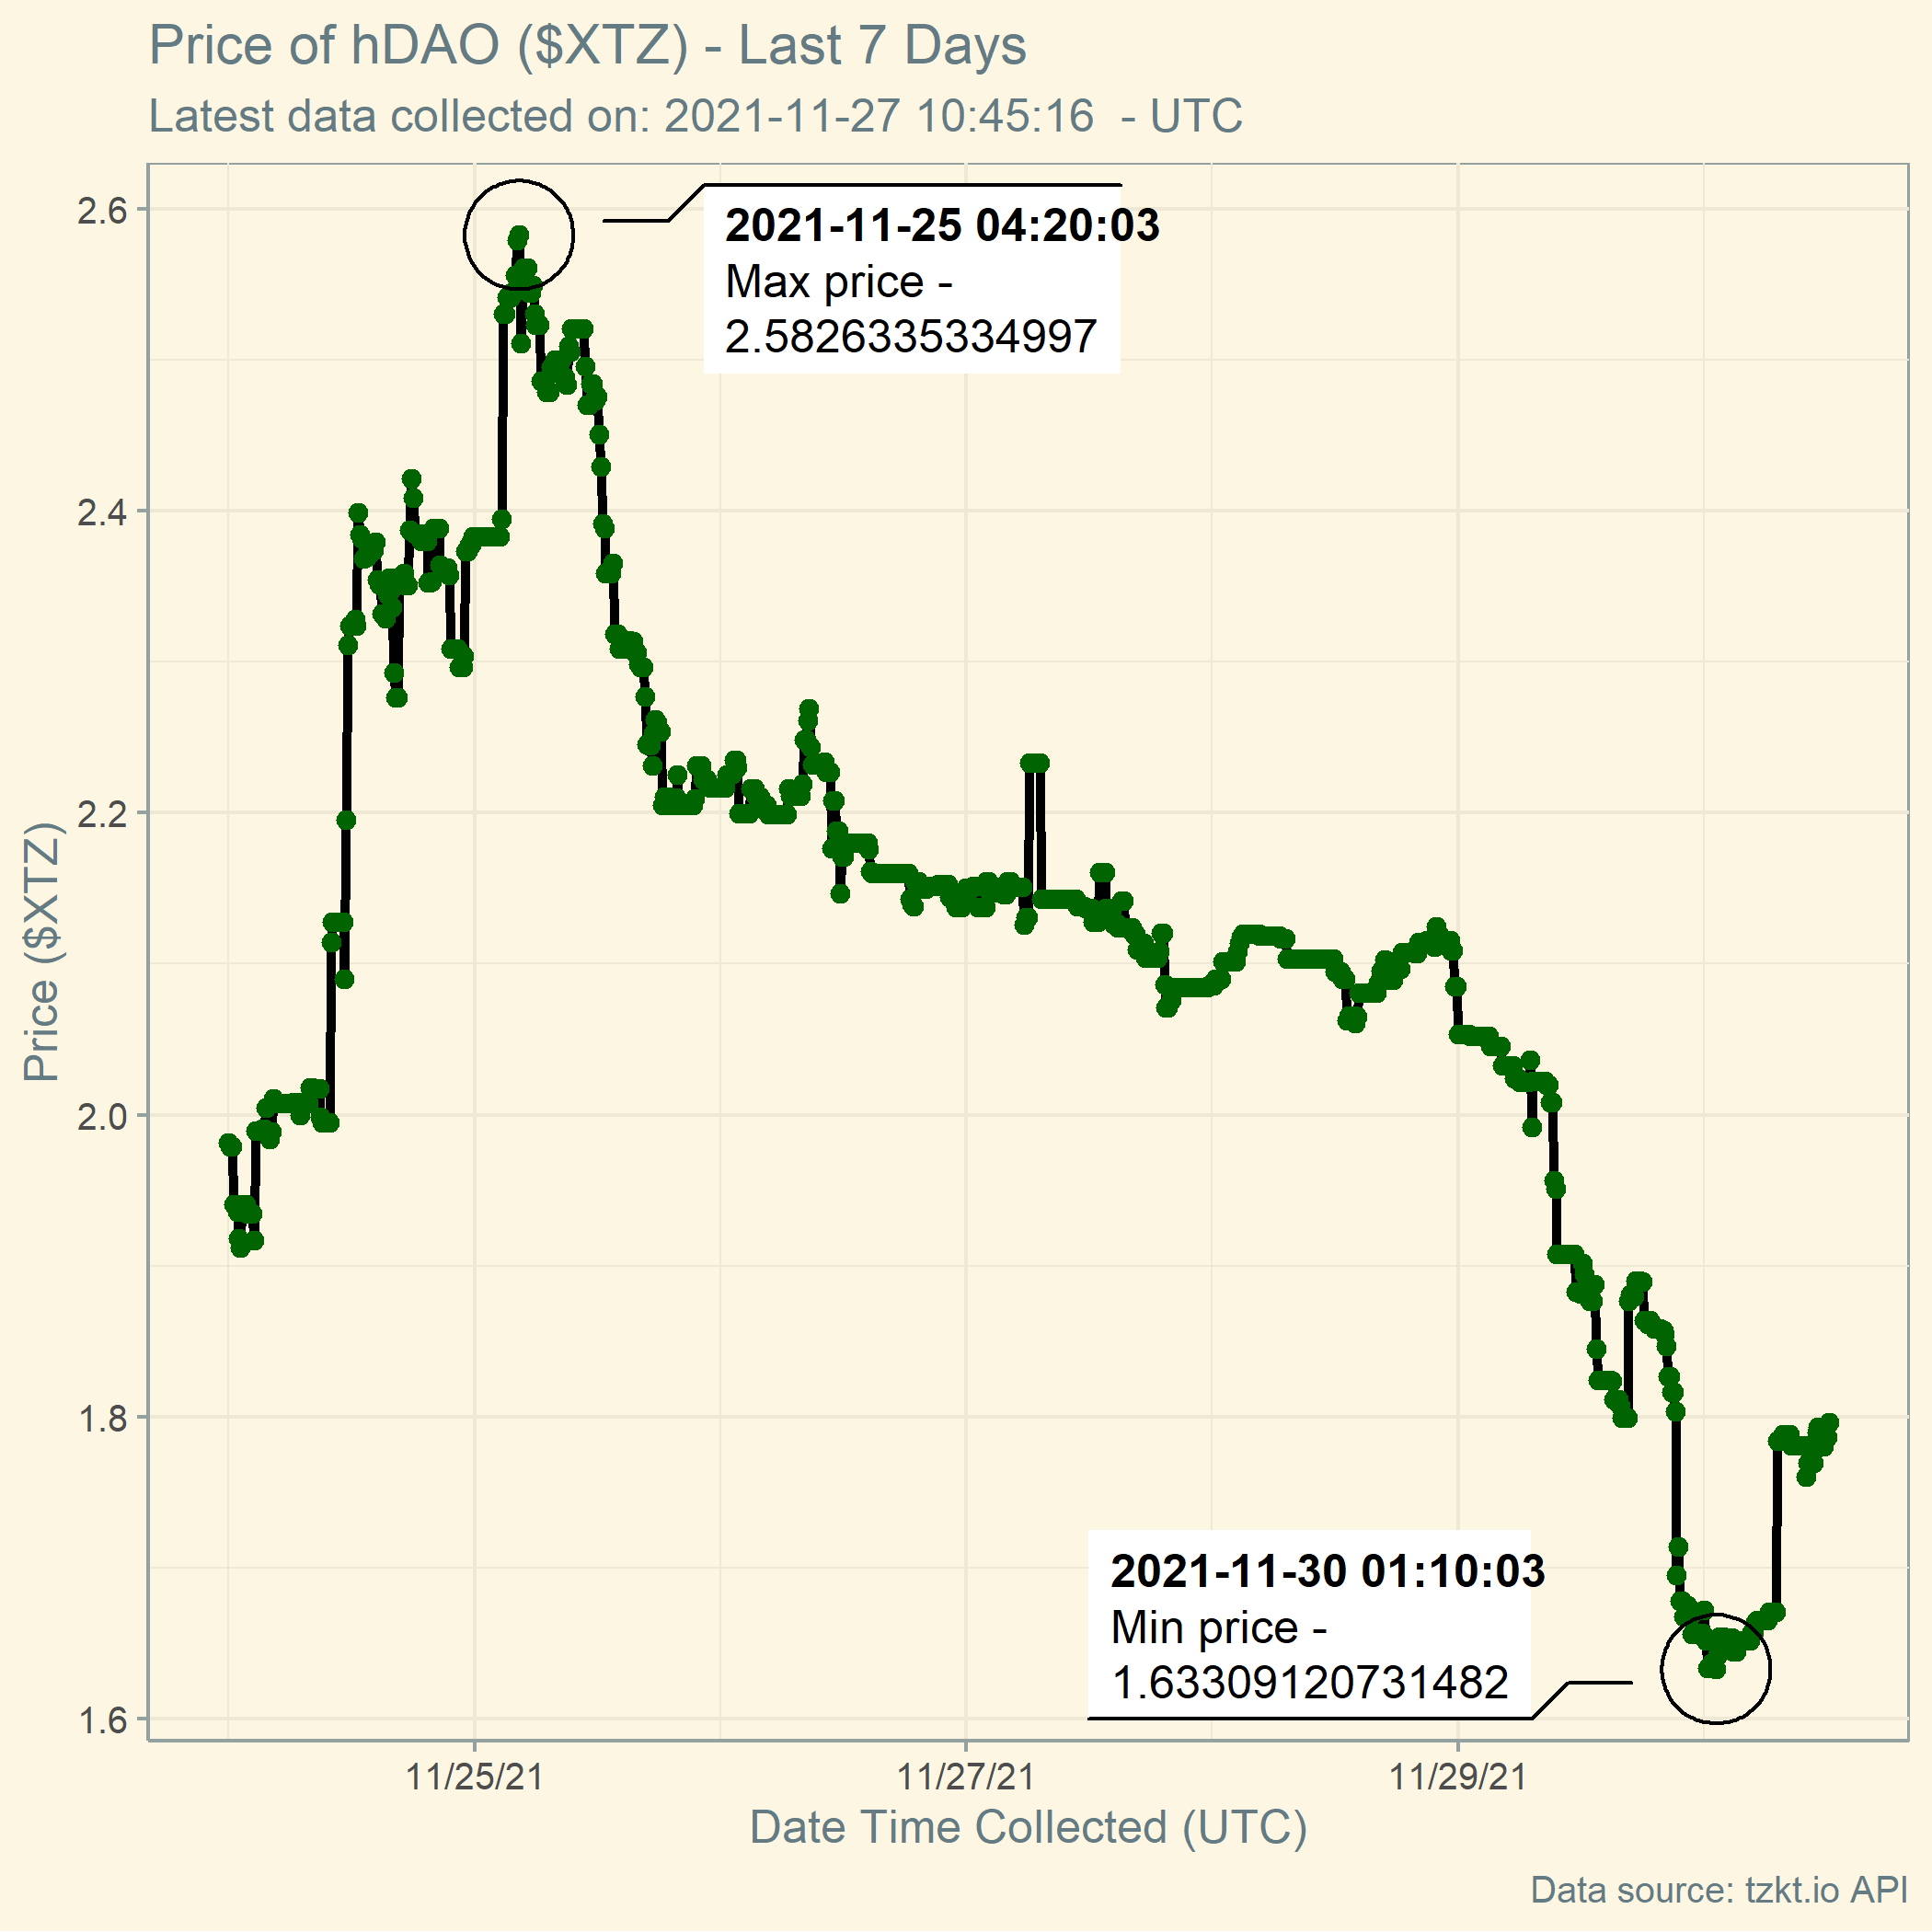 Price of hDAO ($XTZ) - Last 7 Days
Latest data collected on: 2021-11-27 10:45:16  - UTC
2.6
2.4
2.2
2.0
1.8
1.6
Price ($XTZ)
2021-11-25 04:20:03
Max price -
2.5826335334997
2021-11-30 01:10:03
Min price -
1.63309120731482
11/25/21
11/27/21
11/29/21
Date Time Collected (UTC)
Data source: tzkt.io API